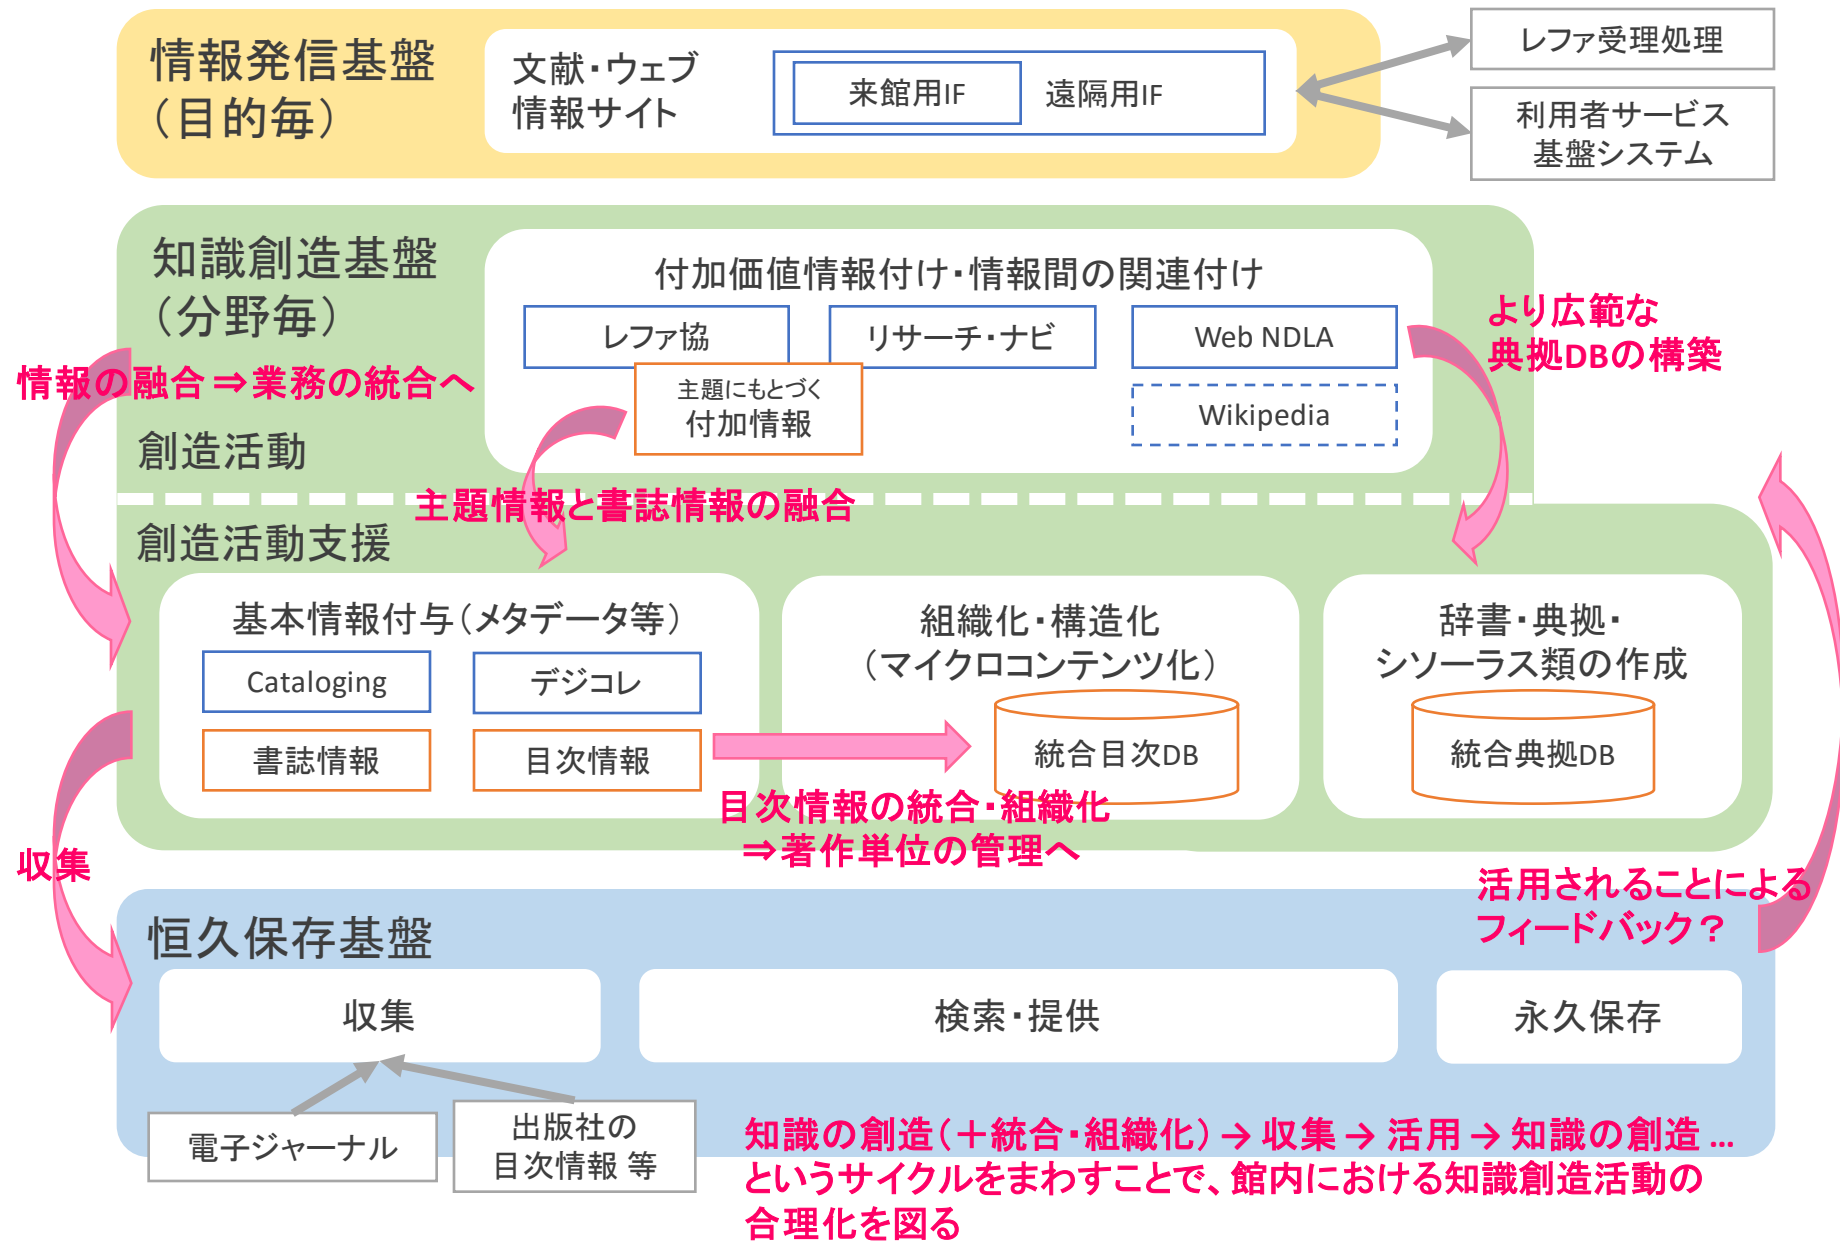 情報発信基盤
（目的毎）
文献・ウェブ
情報サイト
来館用IF
遠隔用IF
レファ受理処理
利用者サービス
基盤システム
知識創造基盤
（分野毎）
付加価値情報付け・情報間の関連付け
レファ協
リサーチ・ナビ
Web NDLA
主題にもとづく
付加情報
Wikipedia
より広範な
典拠DBの構築
情報の融合⇒業務の統合へ
創造活動
主題情報と書誌情報の融合
創造活動支援
基本情報付与（メタデータ等）
Cataloging
デジコレ
書誌情報
目次情報
組織化・構造化
（マイクロコンテンツ化）
統合目次DB
辞書・典拠・
シソーラス類の作成
統合典拠DB
目次情報の統合・組織化
⇒著作単位の管理へ
収集
活用されることによる
フィードバック？
恒久保存基盤
収集
検索・提供
永久保存
電子ジャーナル
出版社の
目次情報 等
知識の創造（＋統合・組織化）→ 収集 → 活用 → 知識の創造 …
というサイクルをまわすことで、館内における知識創造活動の
合理化を図る